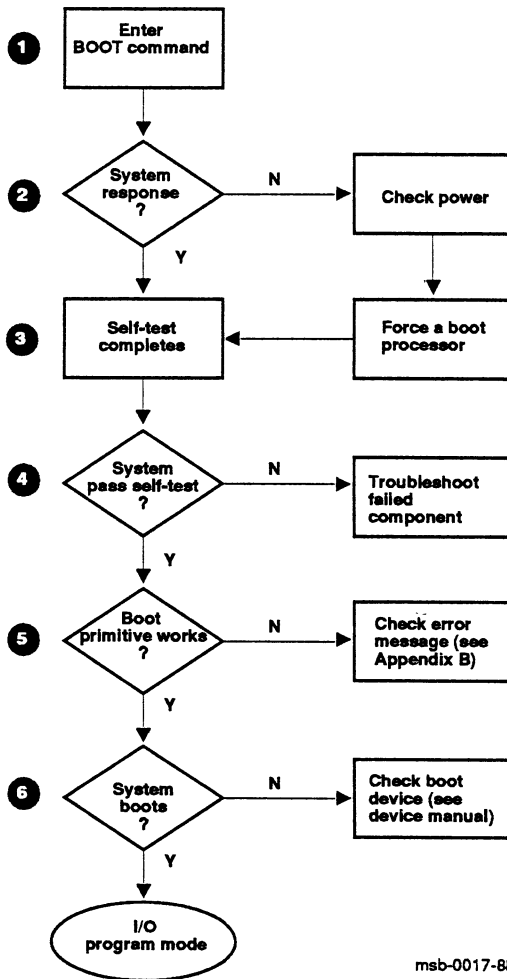 1
Enter
BOOT command
2
System
response
?
N
Check power
Y
3
Self-test
completes
Force a boot
processor
4
System
pass self-test
?
N
Troubleshoot
failed
component
Y
5
Boot
primitive works
?
N
Check error
message (see
Appendix B)
Y
6
System
boots
?
N
Check boot
device (see
device manual)
Y
I/O
program mode